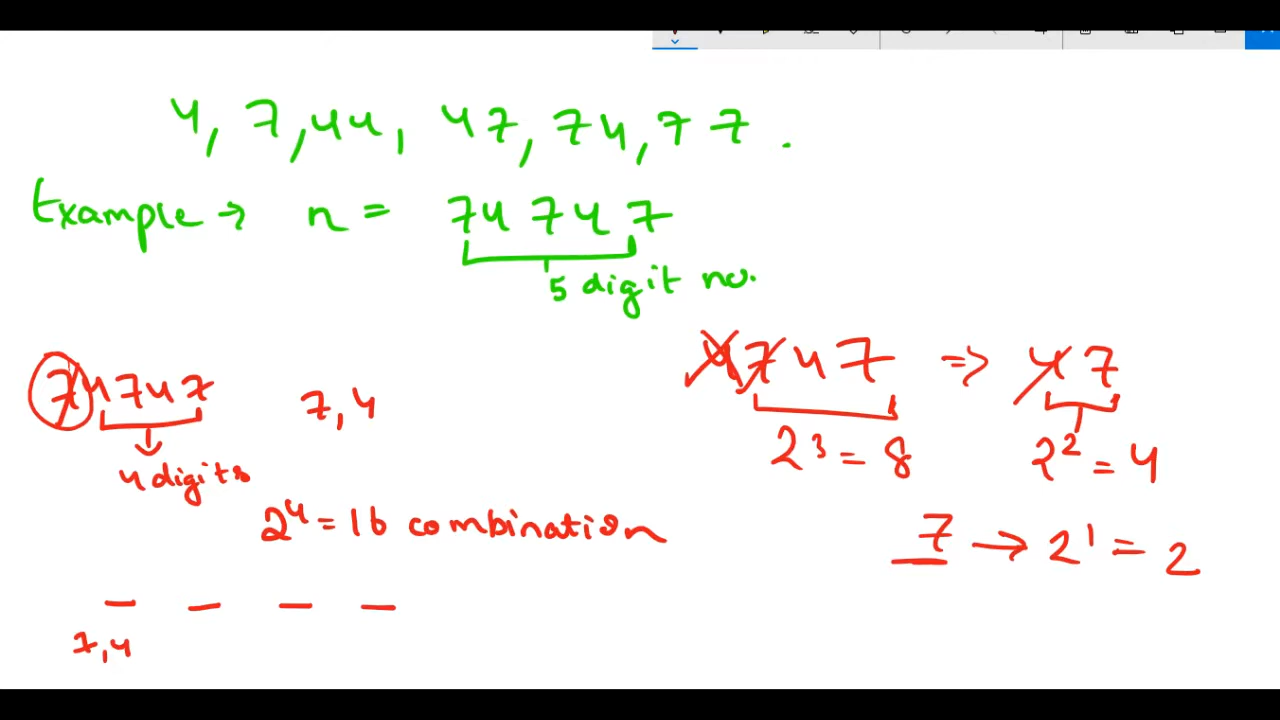 4, 7, 44, 47, 74, 77.
Example → n = 74747
5 digit no.
74747
7, 4
4 digits
2^4 = 16 combination
4747 => 47
2^3 = 8
2^2 = 4
7 → 2^1 = 2
_ _ _ _
7,4